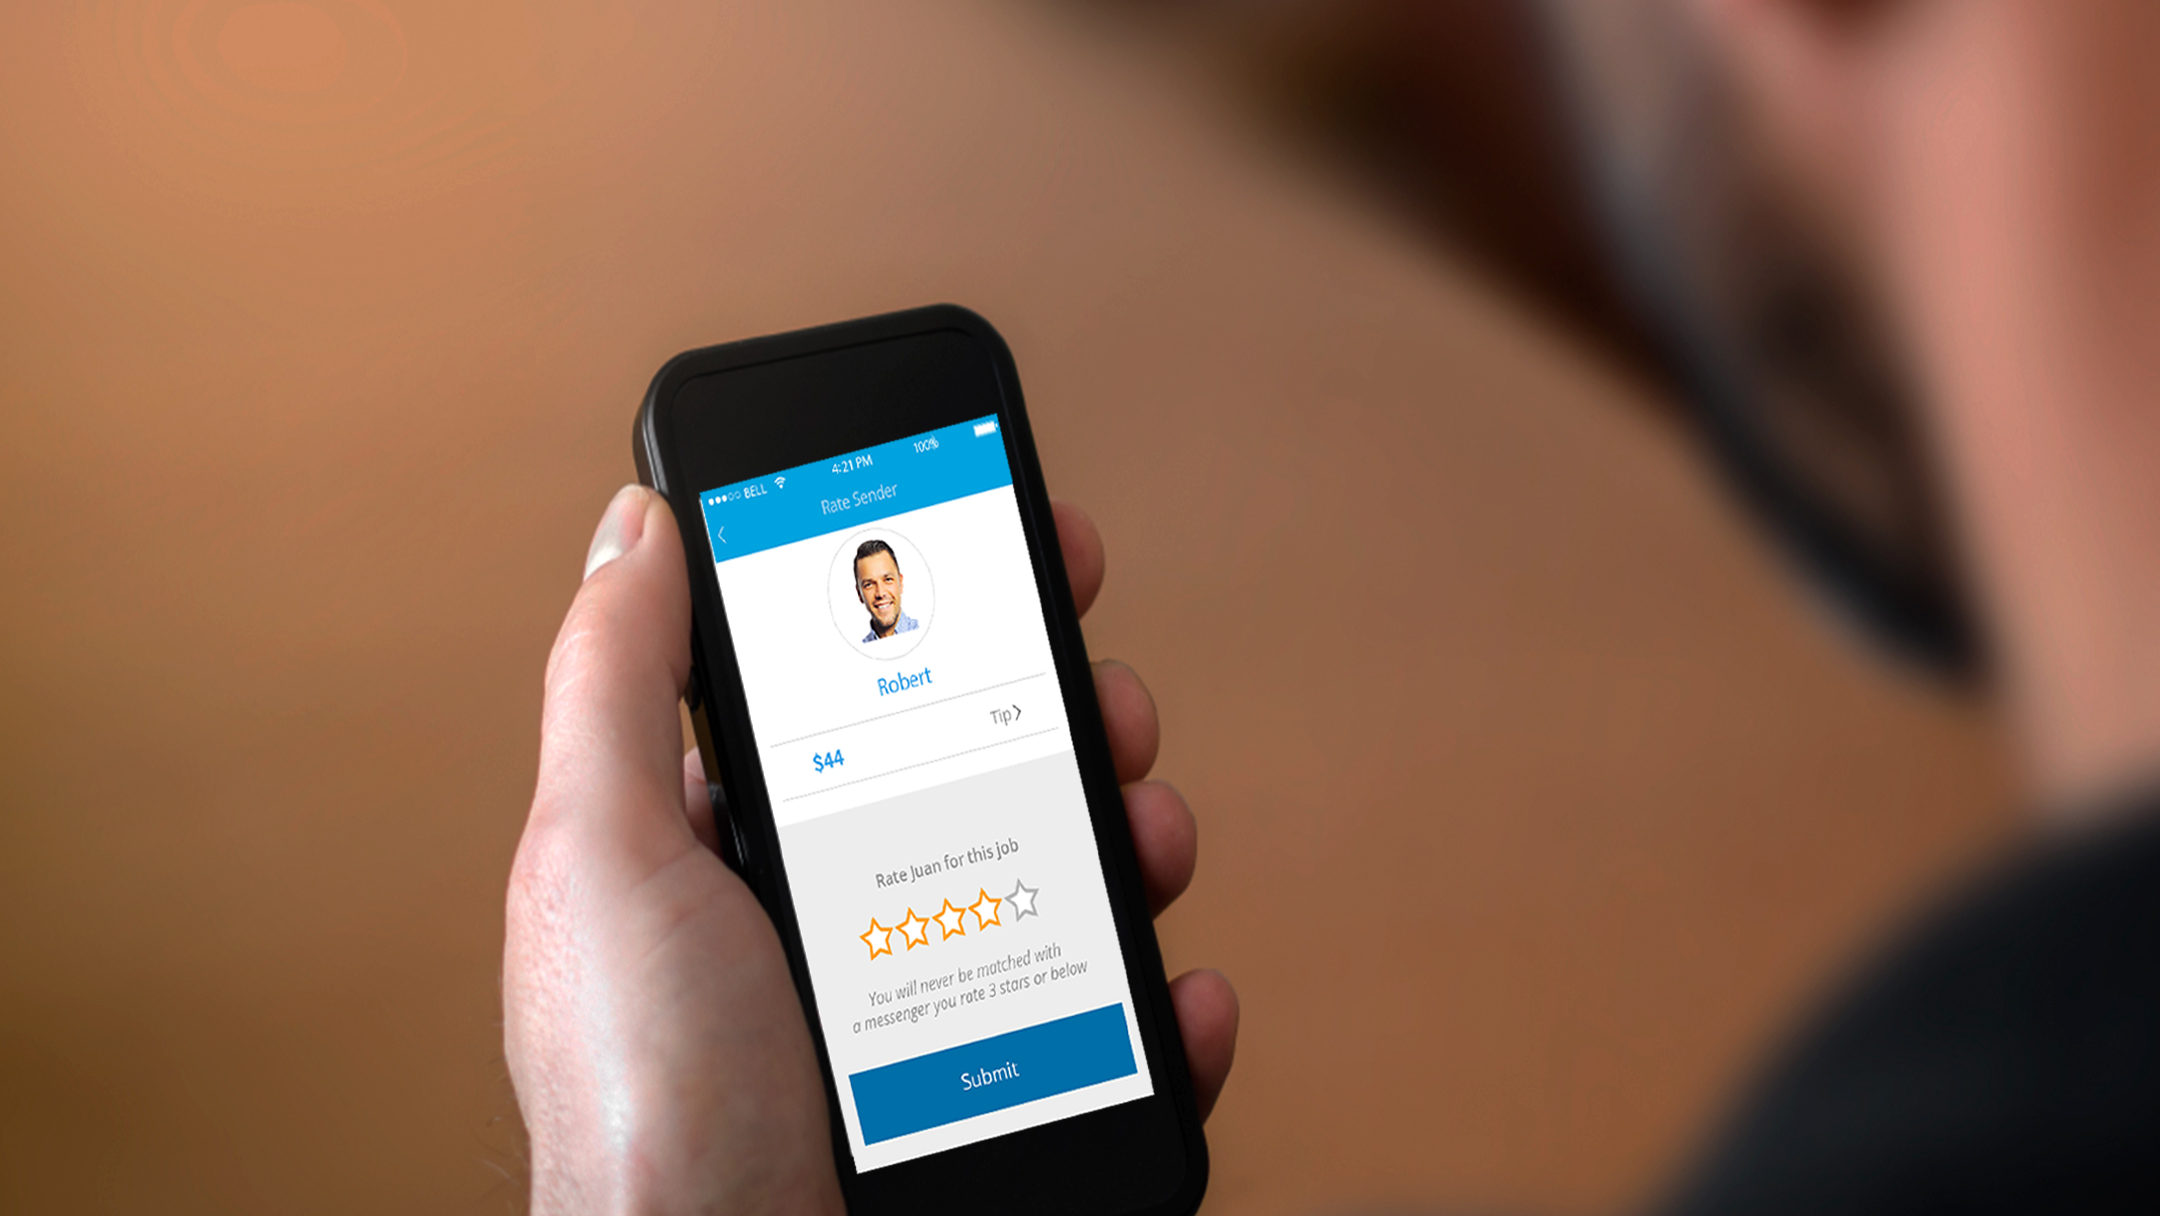 BELL 4:21 PM 100%
Rate Sender
Robert
$44 Tip
Rate Juan for this job
You will never be matched with
a messenger you rate 3 stars or below
Submit